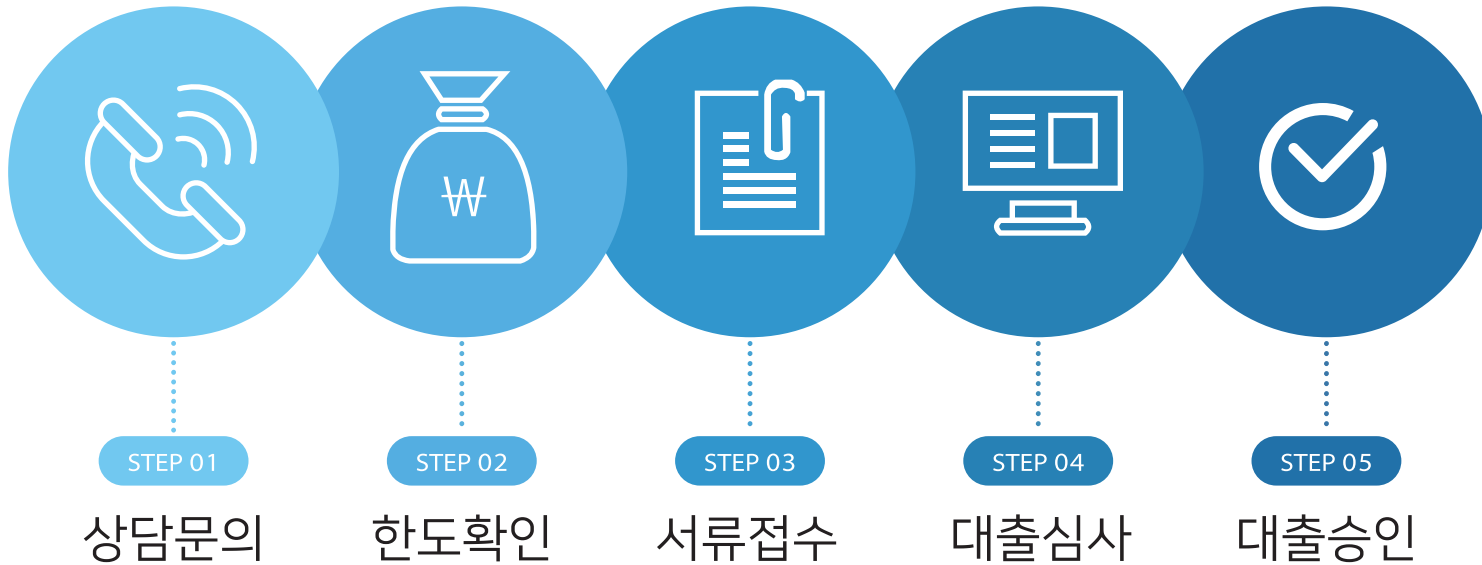 ₩
STEP 01
상담문의
STEP 02
한도확인
STEP 03
서류접수
STEP 04
대출심사
STEP 05
대출승인